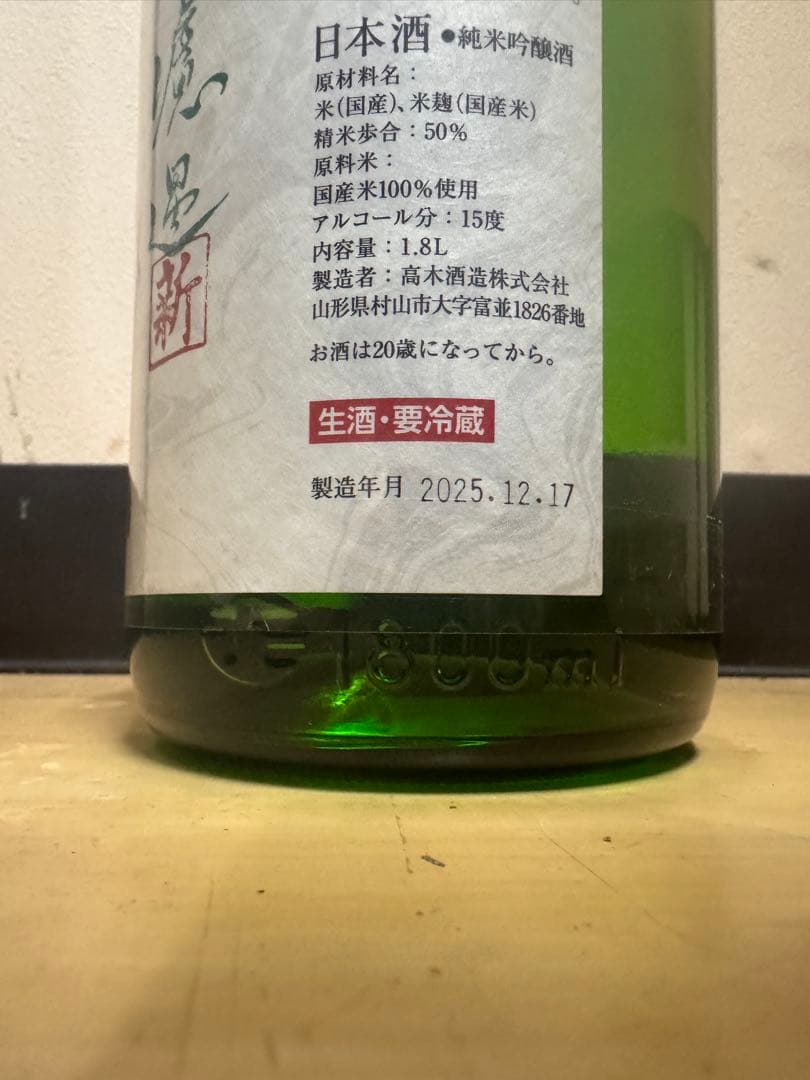 濾過
新
日本酒●純米吟醸酒
原材料名：
米(国産)、米麹(国産米)
精米歩合：50%
原料米：
国産米100%使用
アルコール分：15度
内容量：1.8L
製造者：高木酒造株式会社
山形県村山市大字富並1826番地
お酒は20歳になってから。
生酒・要冷蔵
製造年月 2025.12.17
1800ml